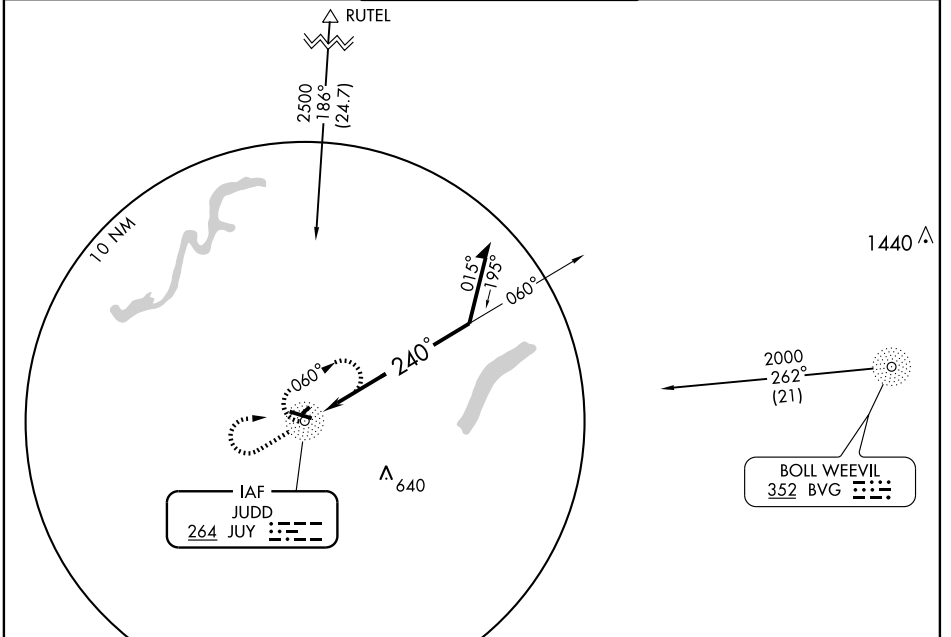 RUTEL
2500
186°
(24.7)
10 NM
1440
015°
195°
060°
240°
060°
2000
262°
(21)
640
IAF
JUDD
264 JUY
BOLL WEEVIL
352 BVG